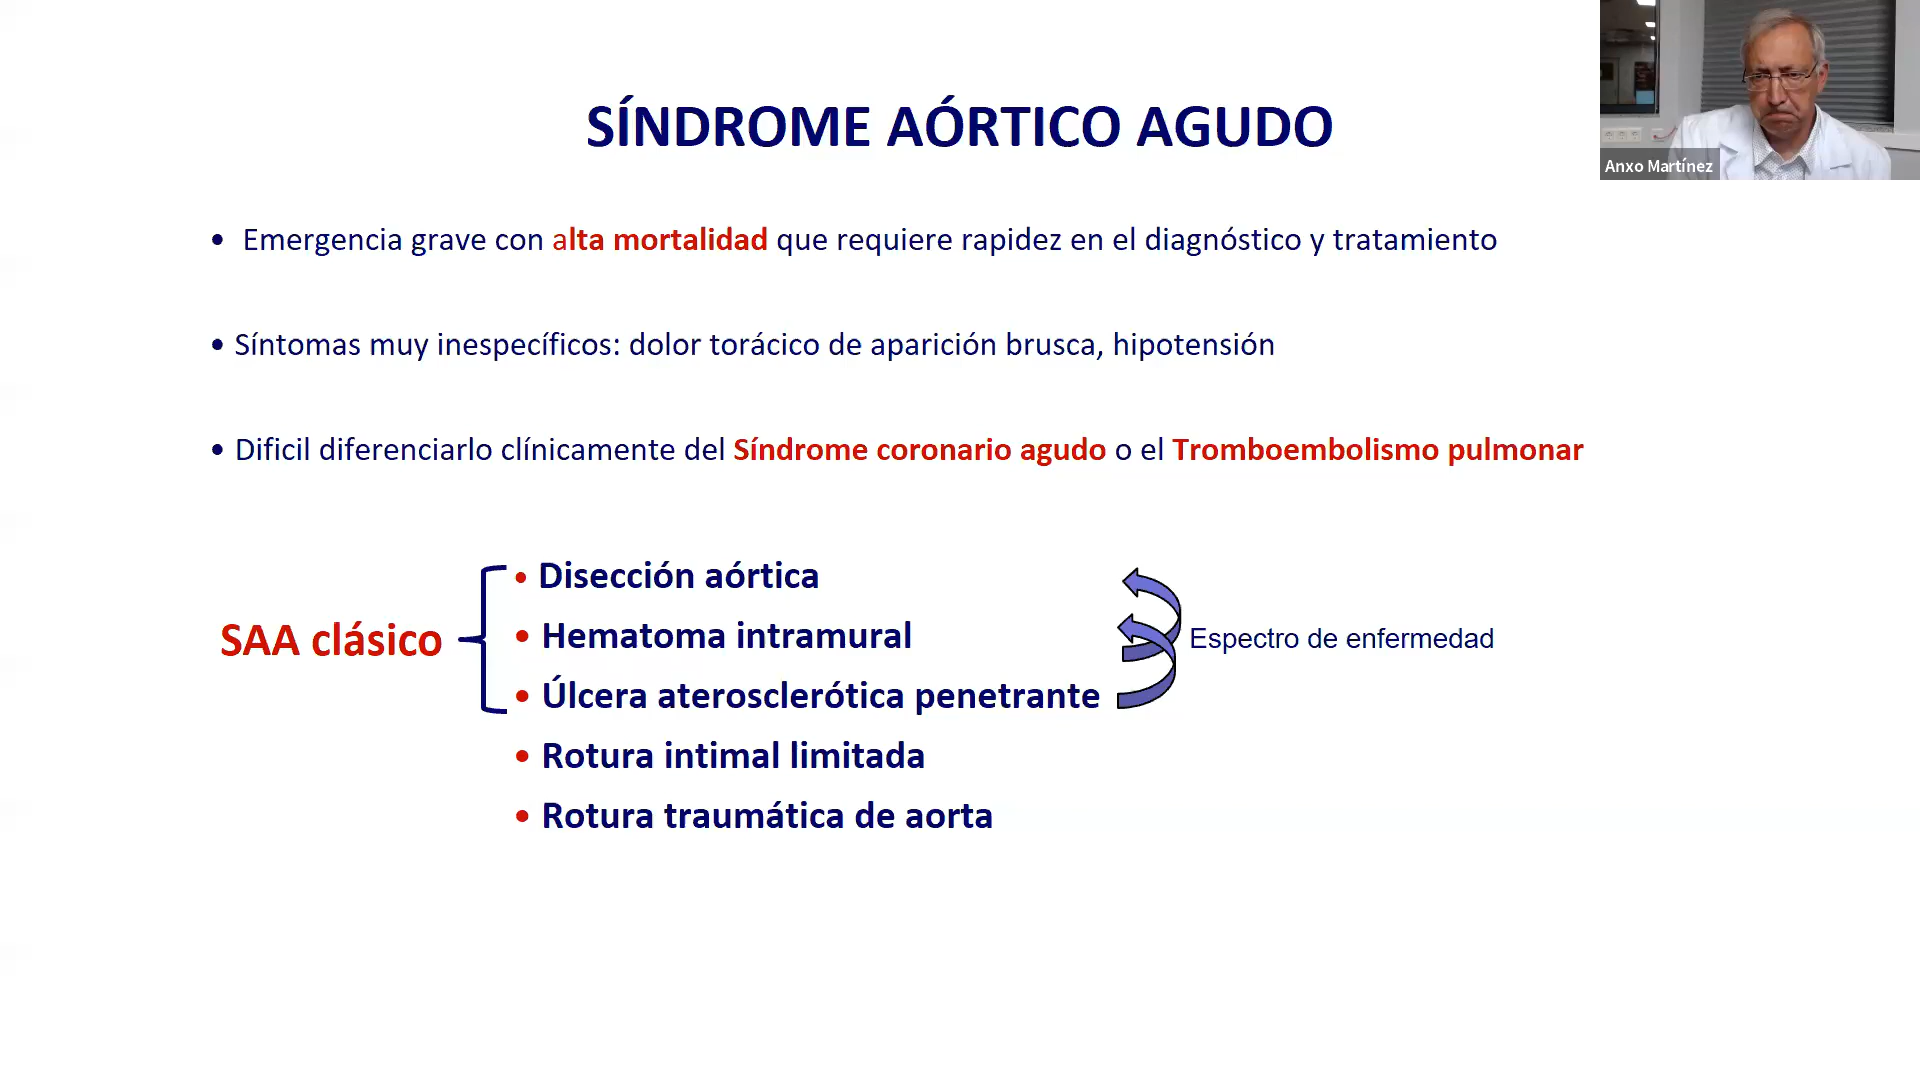 SÍNDROME AÓRTICO AGUDO
Anxo Martínez
• Emergencia grave con alta mortalidad que requiere rapidez en el diagnóstico y tratamiento
• Síntomas muy inespecíficos: dolor torácico de aparición brusca, hipotensión
• Dificil diferenciarlo clínicamente del Síndrome coronario agudo o el Tromboembolismo pulmonar
SAA clásico
• Disección aórtica
• Hematoma intramural
• Úlcera aterosclerótica penetrante
• Rotura intimal limitada
• Rotura traumática de aorta
Espectro de enfermedad